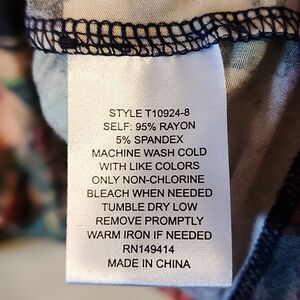 STYLE T10924-8
SELF: 95% RAYON
5% SPANDEX
MACHINE WASH COLD
WITH LIKE COLORS
ONLY NON-CHLORINE
BLEACH WHEN NEEDED
TUMBLE DRY LOW
REMOVE PROMPTLY
WARM IRON IF NEEDED
RN149414
MADE IN CHINA